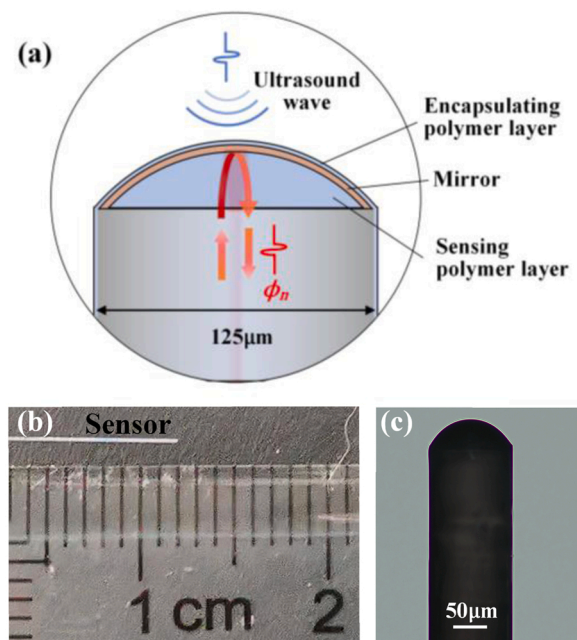 (a)
Ultrasound
wave
Encapsulating
polymer layer
Mirror
Sensing
polymer layer
ϕn
125μm
(b)
Sensor
1 cm 2
(c)
50μm